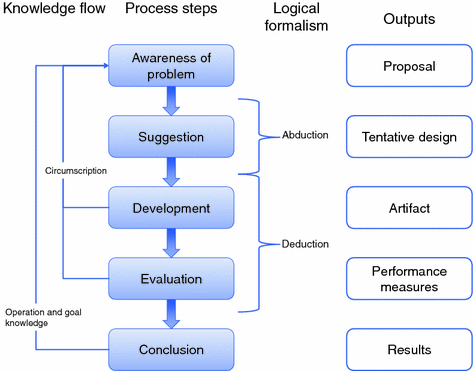 Knowledge flow
Process steps
Logical
formalism
Outputs
Awareness of
problem
Proposal
Suggestion
Abduction
Tentative design
Circumscription
Development
Artifact
Deduction
Evaluation
Performance
measures
Operation and goal
knowledge
Conclusion
Results